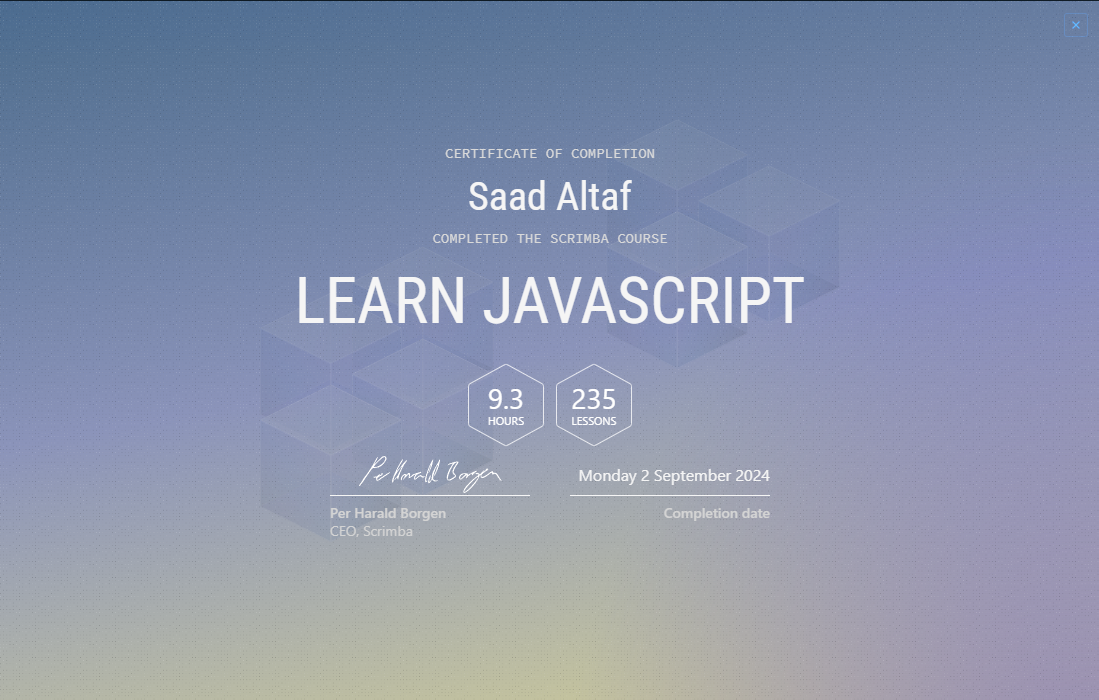 CERTIFICATE OF COMPLETION
Saad Altaf
COMPLETED THE SCRIMBA COURSE
LEARN JAVASCRIPT
9.3
HOURS
235
LESSONS
Per Harald Borgen
Monday 2 September 2024
Per Harald Borgen
CEO, Scrimba
Completion date